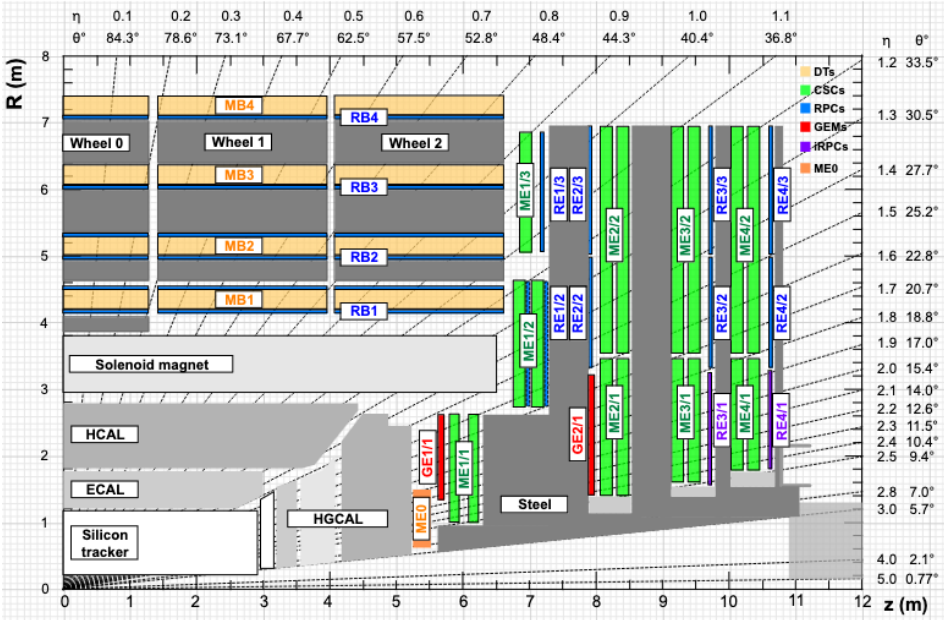 η 0.1 0.2 0.3 0.4 0.5 0.6 0.7 0.8 0.9 1.0 1.1
θ° 84.3° 78.6° 73.1° 67.7° 62.5° 57.5° 52.8° 48.4° 44.3° 40.4° 36.8° η θ°
R (m)
8
7
6
5
4
3
2
1
0
1.2 33.5°
1.3 30.5°
1.4 27.7°
1.5 25.2°
1.6 22.8°
1.7 20.7°
1.8 18.8°
1.9 17.0°
2.0 15.4°
2.1 14.0°
2.2 12.6°
2.3 11.5°
2.4 10.4°
2.5 9.4°
2.8 7.0°
3.0 5.7°
4.0 2.1°
5.0 0.77°
DTs
CSCs
RPCs
GEMs
iRPCs
ME0
MB4
RB4
Wheel 0 Wheel 1 Wheel 2
MB3
RB3
MB2
RB2
MB1
RB1
ME1/3
RE1/3
RE2/3
ME2/2
ME3/2
RE3/3
ME4/2
RE4/3
ME1/2
RE1/2
RE2/2
RE3/2
RE4/2
Solenoid magnet
HCAL
ECAL
Silicon
tracker
HGCAL
GE1/1
ME0
ME1/1
Steel
GE2/1
ME2/1
ME3/1
RE3/1
ME4/1
RE4/1
0 1 2 3 4 5 6 7 8 9 10 11 12
z (m)